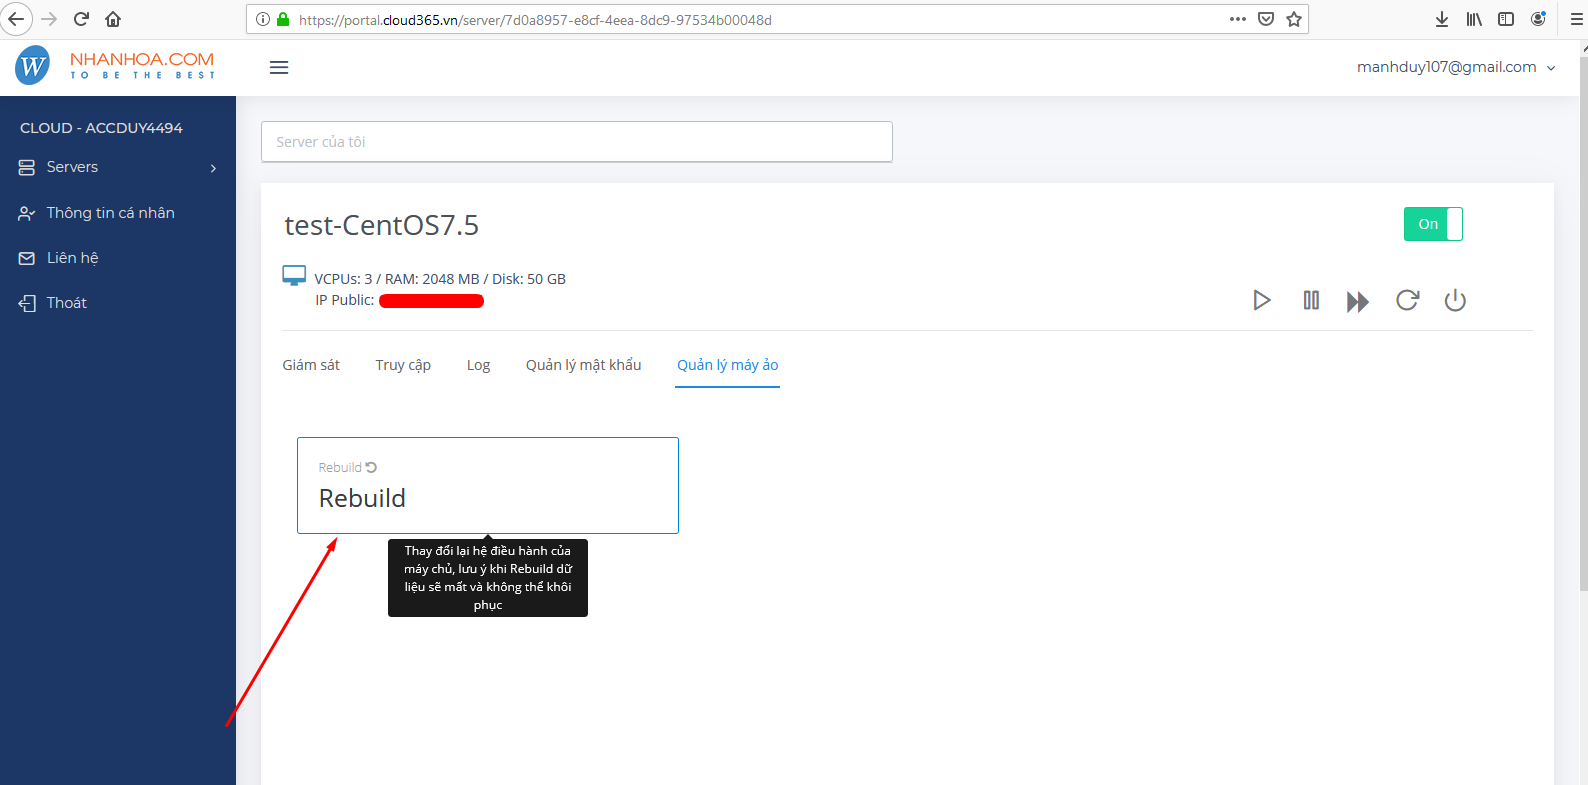 https://portal.cloud365.vn/server/7d0a8957-e8cf-4eea-8dc9-97534b00048d
W
NHANHOA.COM
TO BE THE BEST
manhduy107@gmail.com
CLOUD - ACCDUY4494
Servers
Thông tin cá nhân
Liên hệ
Thoát
Server của tôi
test-CentOS7.5
On
VCPUs: 3 / RAM: 2048 MB / Disk: 50 GB
IP Public:
Giám sát
Truy cập
Log
Quản lý mật khẩu
Quản lý máy ảo
Rebuild
Rebuild
Thay đổi lại hệ điều hành của
máy chủ, lưu ý khi Rebuild dữ
liệu sẽ mất và không thể khôi
phục